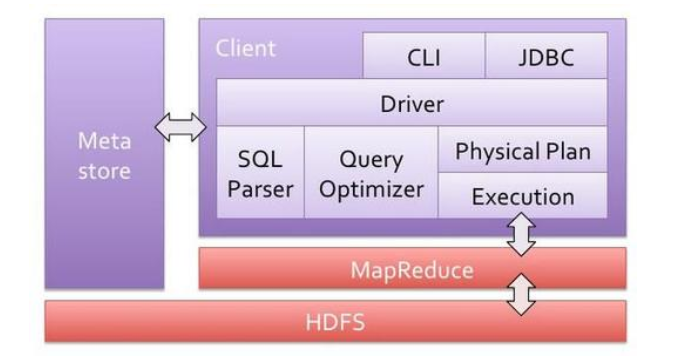 Client
CLI
JDBC
Driver
Meta
store
SQL
Parser
Query
Optimizer
Physical Plan
Execution
MapReduce
HDFS